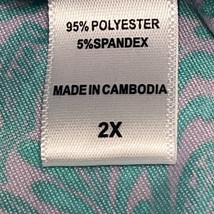 95% POLYESTER
5%SPANDEX
MADE IN CAMBODIA
2X